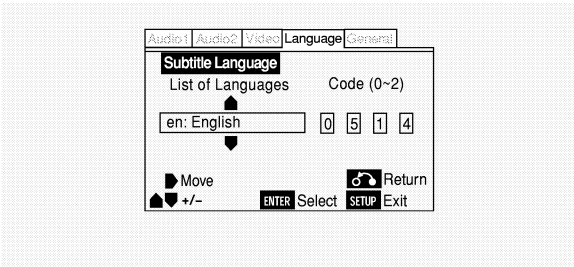 Audio1 Audio2 Video Language General
Subtitle Language
List of Languages Code (0~2)
en: English 0 5 1 4
Move Return
+/− ENTER Select SETUP Exit